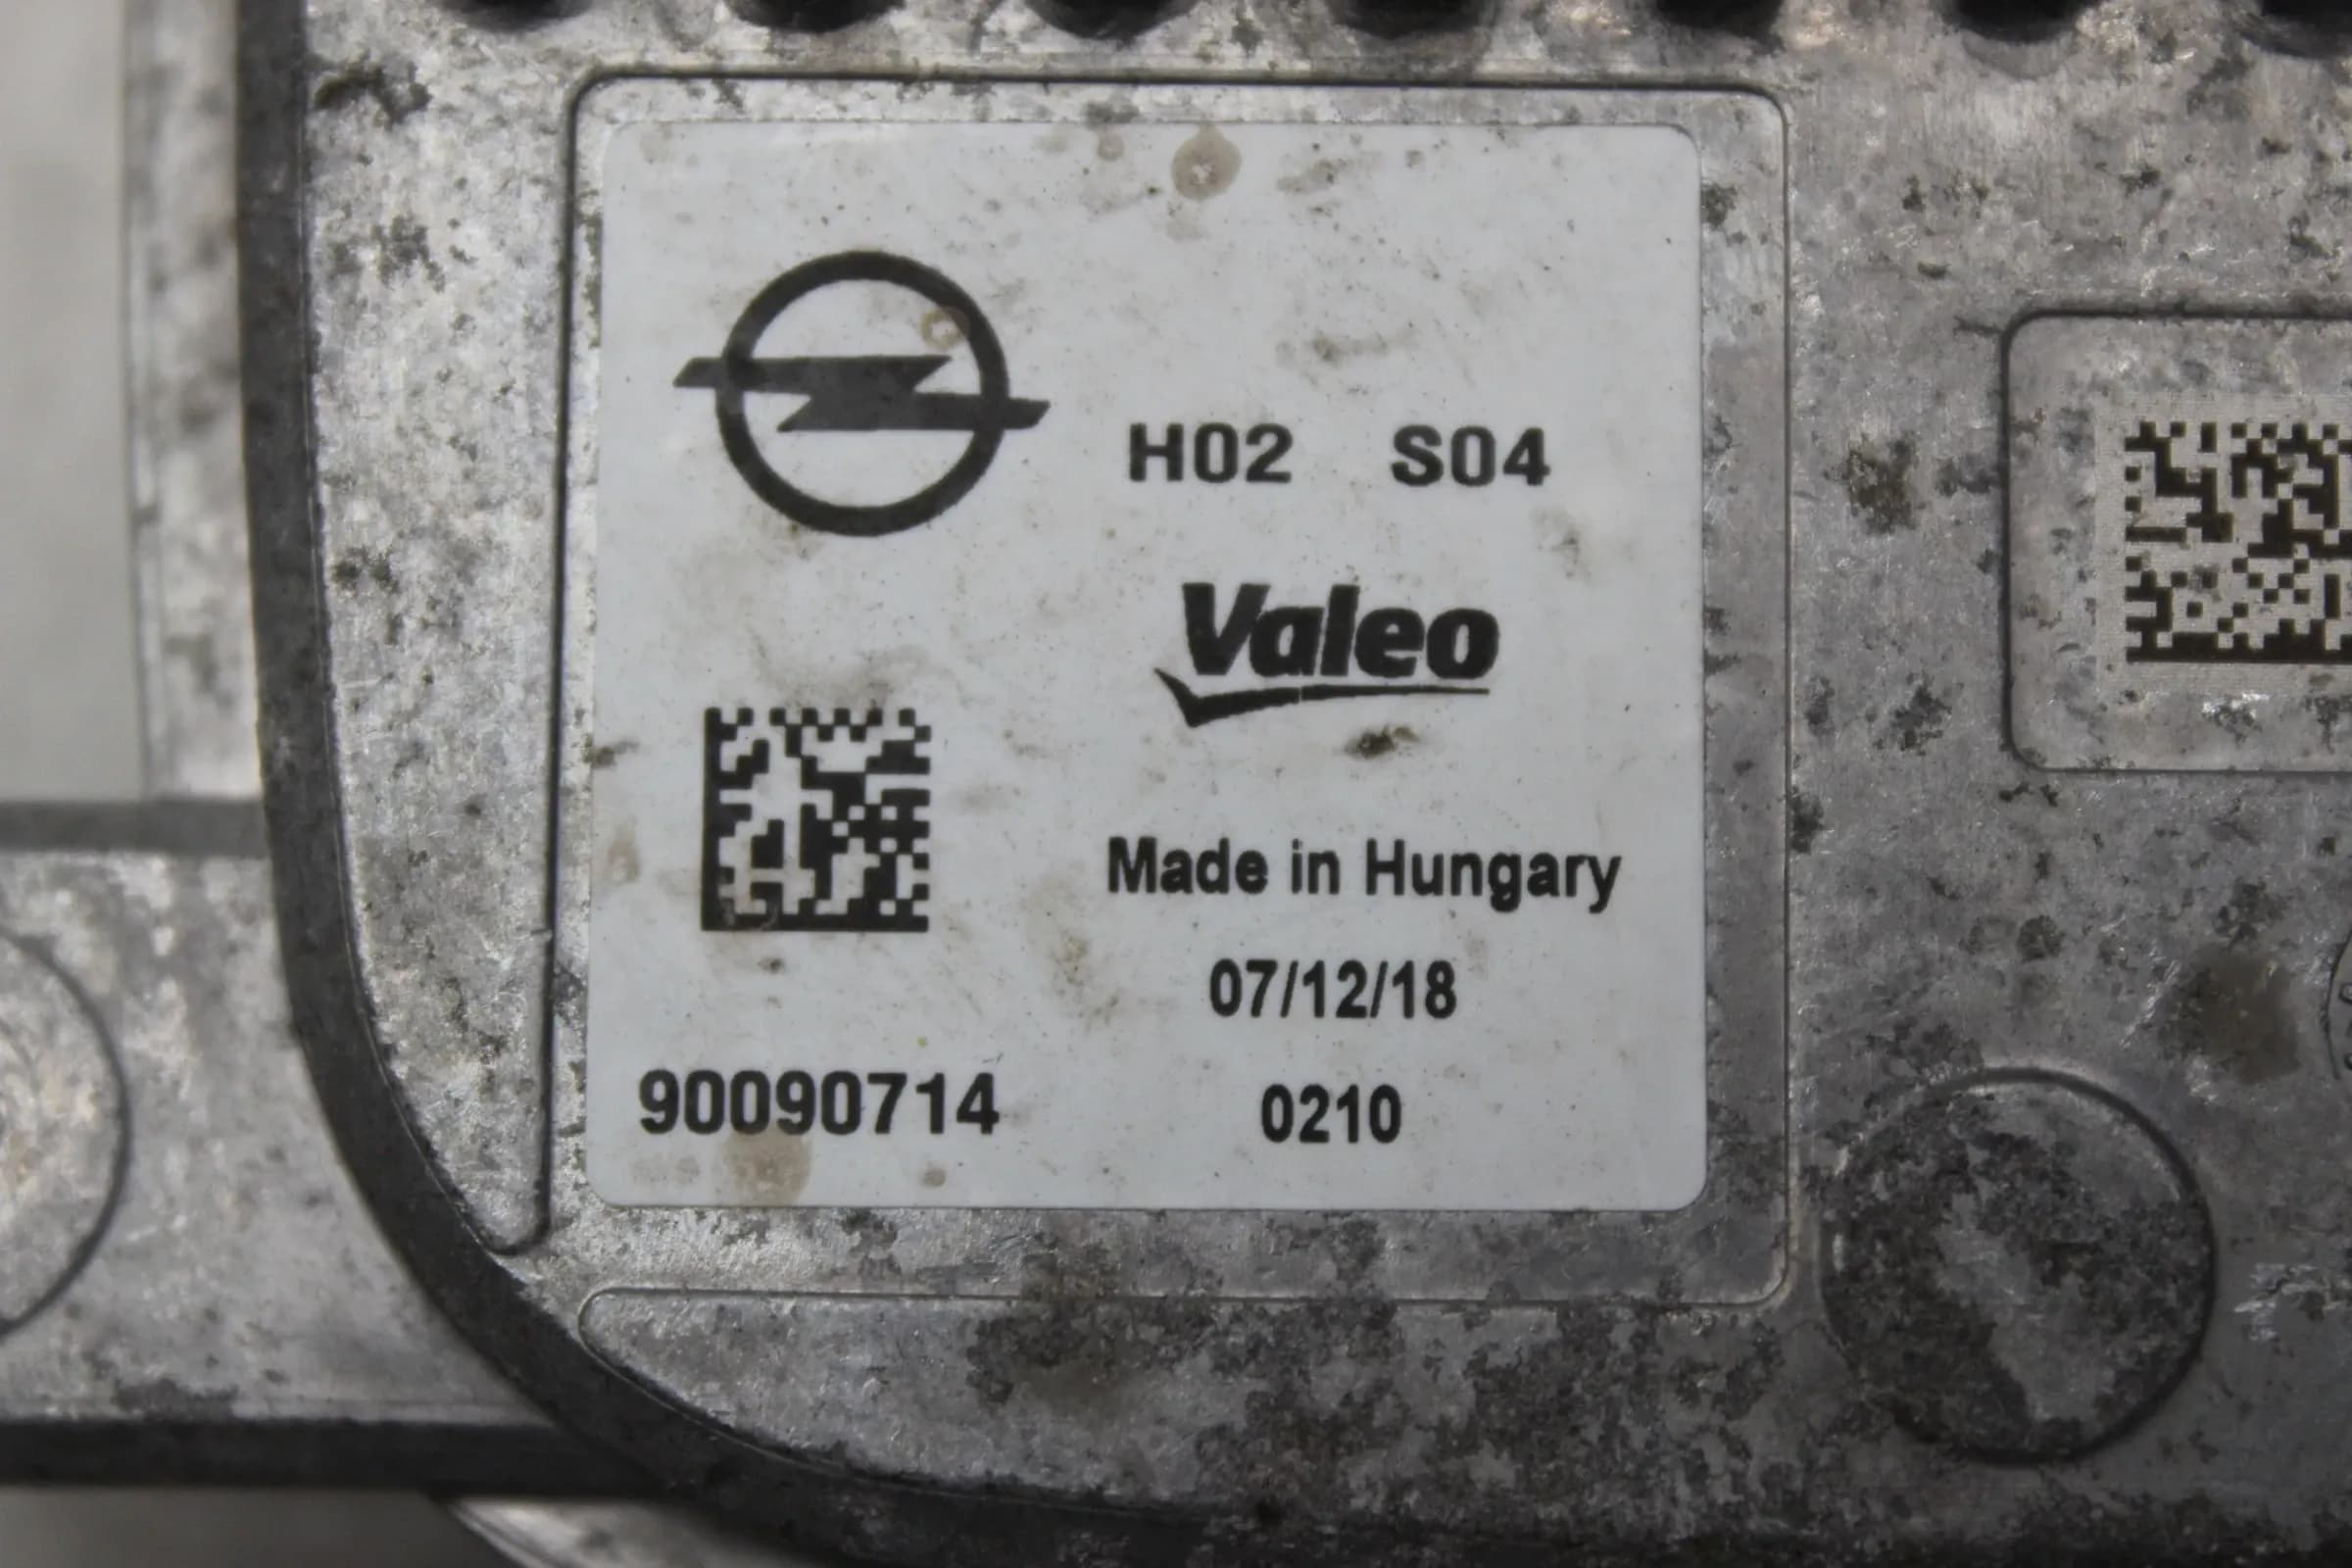 H02 S04
Valeo
Made in Hungary
07/12/18
90090714 0210